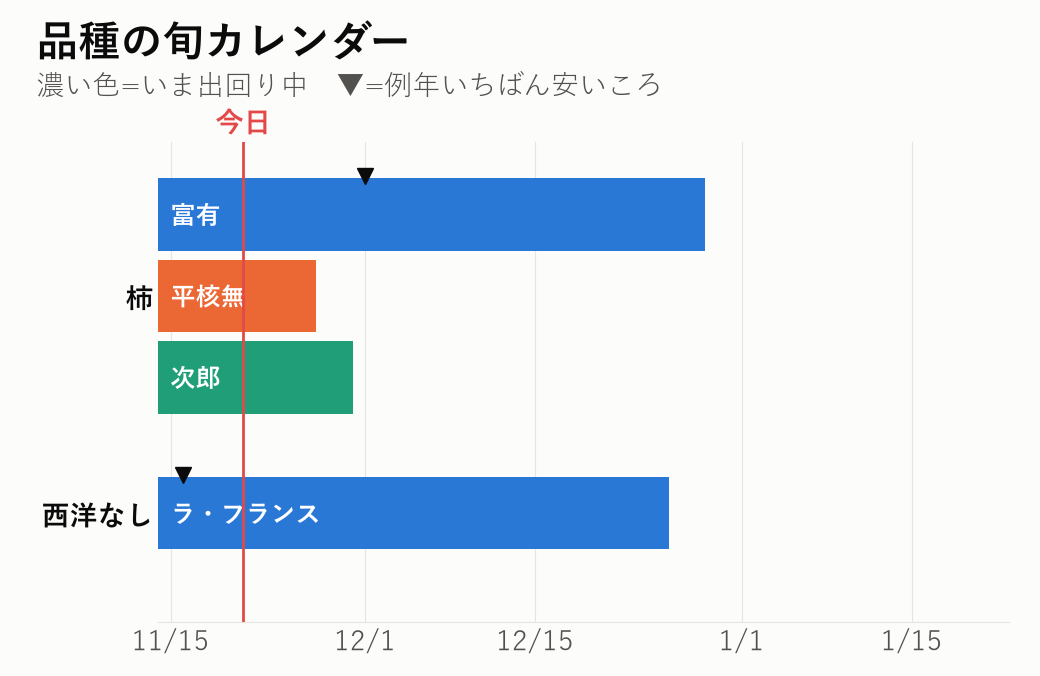 品種の旬カレンダー
濃い色=いま出回り中　▼=例年いちばん安いころ
今日
富有
柿
平核無
次郎
西洋なし
ラ・フランス
11/15
12/1
12/15
1/1
1/15